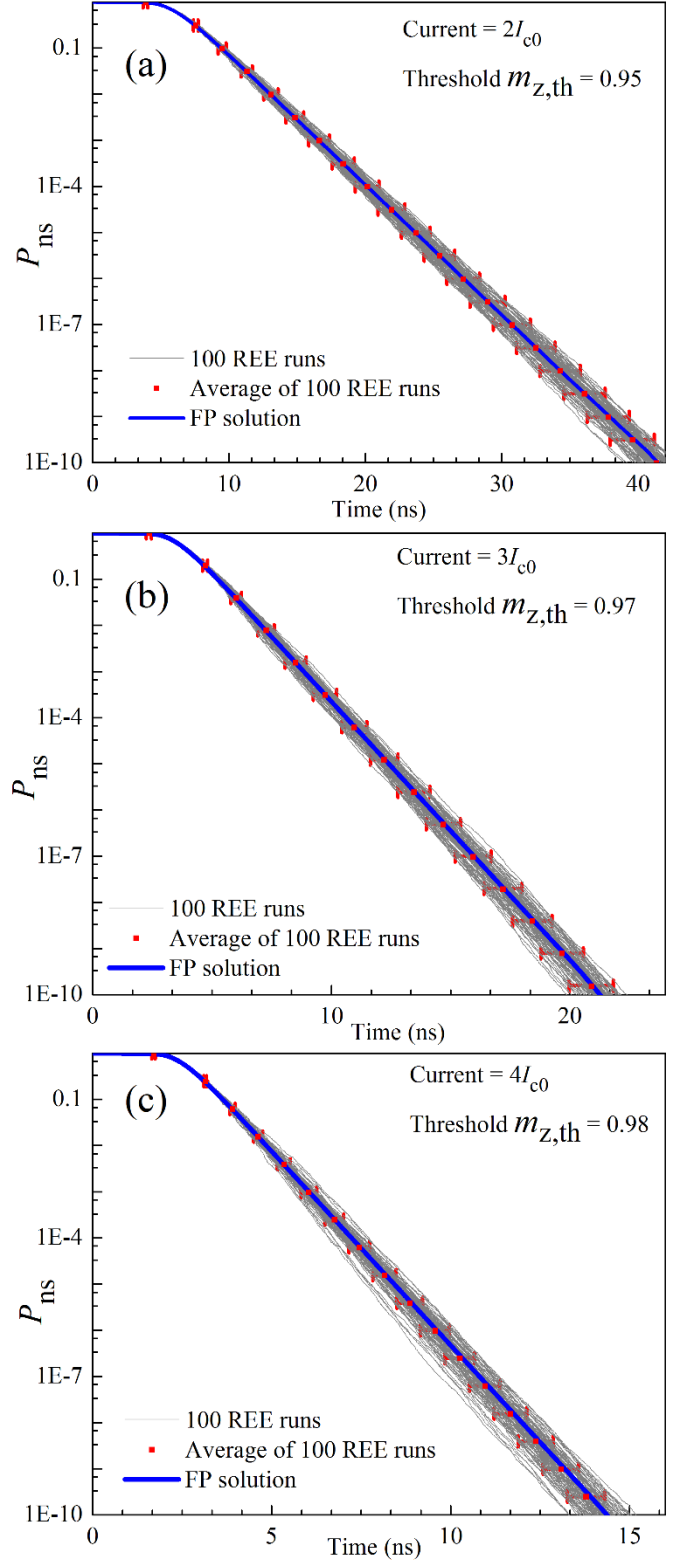 (a)
Current = 2I_c0
Threshold m_z,th = 0.95
0.1
1E-4
1E-7
1E-10
P_ns
100 REE runs
Average of 100 REE runs
FP solution
0 10 20 30 40
Time (ns)
(b)
Current = 3I_c0
Threshold m_z,th = 0.97
0.1
1E-4
1E-7
1E-10
P_ns
100 REE runs
Average of 100 REE runs
FP solution
0 10 20
Time (ns)
(c)
Current = 4I_c0
Threshold m_z,th = 0.98
0.1
1E-4
1E-7
1E-10
P_ns
100 REE runs
Average of 100 REE runs
FP solution
0 5 10 15
Time (ns)